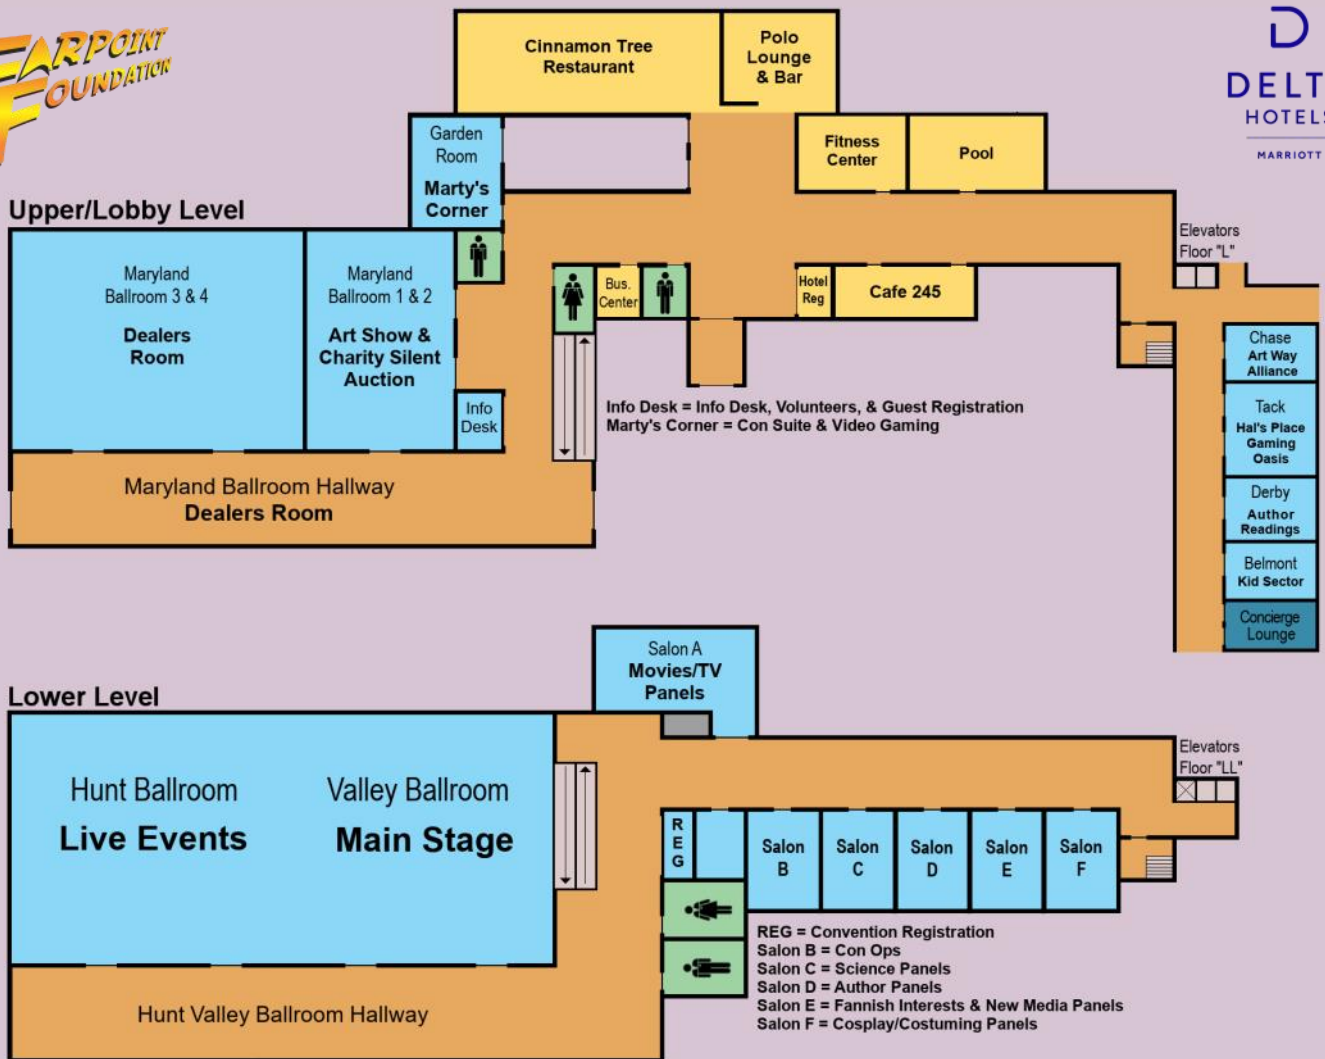 FARPOINT
FOUNDATION
Cinnamon Tree
Restaurant
Polo
Lounge
& Bar
DELT
HOTELS
MARRIOTT
Garden
Room
Marty's
Corner
Fitness
Center
Pool
Upper/Lobby Level
Elevators
Floor "L"
Maryland
Ballroom 3 & 4
Dealers
Room
Maryland
Ballroom 1 & 2
Art Show &
Charity Silent
Auction
Bus.
Center
Hotel
Reg
Cafe 245
Info
Desk
Info Desk = Info Desk, Volunteers, & Guest Registration
Marty's Corner = Con Suite & Video Gaming
Chase
Art Way
Alliance
Tack
Hal's Place
Gaming
Oasis
Derby
Author
Readings
Belmont
Kid Sector
Concierge
Lounge
Maryland Ballroom Hallway
Dealers Room
Lower Level
Salon A
Movies/TV
Panels
Elevators
Floor "LL"
Hunt Ballroom
Live Events
Valley Ballroom
Main Stage
REG
Salon
B
Salon
C
Salon
D
Salon
E
Salon
F
REG = Convention Registration
Salon B = Con Ops
Salon C = Science Panels
Salon D = Author Panels
Salon E = Fannish Interests & New Media Panels
Salon F = Cosplay/Costuming Panels
Hunt Valley Ballroom Hallway